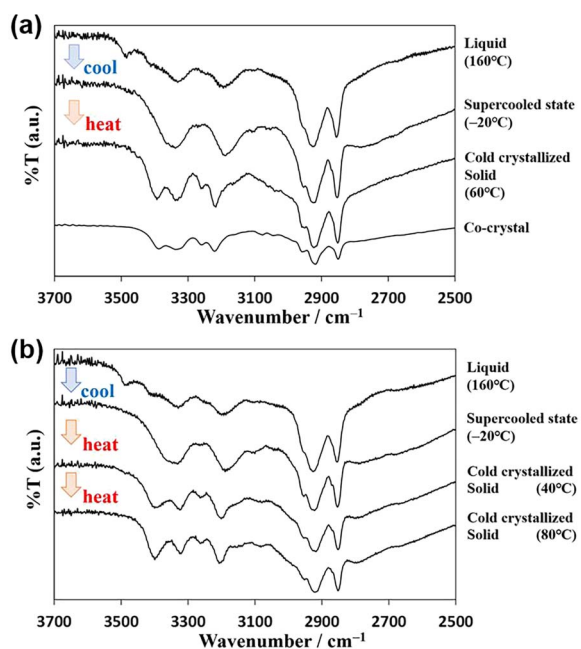 (a)
Liquid
(160°C)
cool
Supercooled state
(–20°C)
heat
Cold crystallized
Solid
(60°C)
Co-crystal
%T (a.u.)
3700 3500 3300 3100 2900 2700 2500
Wavenumber / cm–1
(b)
Liquid
(160°C)
cool
Supercooled state
(–20°C)
heat
Cold crystallized
Solid (40°C)
heat
Cold crystallized
Solid (80°C)
%T (a.u.)
3700 3500 3300 3100 2900 2700 2500
Wavenumber / cm–1